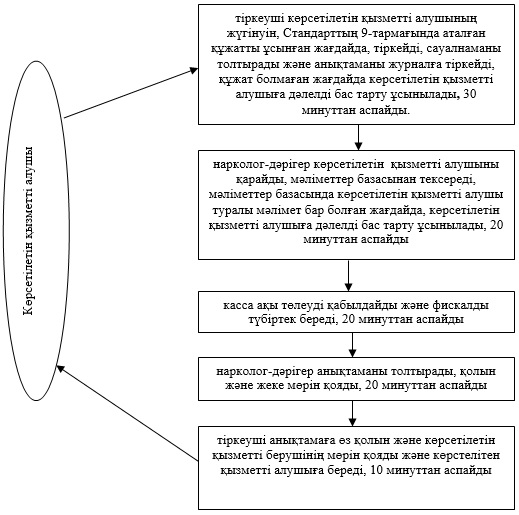 Көрсетілетін қызметті алушы
тіркеуші көрсетілетін қызметті алушының
жүгінуін, Стандарттың 9-тармағында аталған
құжатты ұсынған жағдайда, тіркейді, сауалнаманы
толтырады және анықтаманы журналға тіркейді,
құжат болмаған жағдайда көрсетілетін қызметті
алушыға дәлелді бас тарту ұсынылады, 30
минуттан аспайды.
нарколог-дәрігер көрсетілетін қызметті алушыны
қарайды, мәліметтер базасынан тексереді,
мәліметтер базасында көрсетілетін қызметті алушы
туралы мәлімет бар болған жағдайда, көрсетілетін
қызметті алушыға дәлелді бас тарту ұсынылады, 20
минуттан аспайды
касса ақы төлеуді қабылдайды және фискалды
түбіртек береді, 20 минуттан аспайды
нарколог-дәрігер анықтаманы толтырады, қолын
және жеке мөрін қояды, 20 минуттан аспайды
тіркеуші анықтамаға өз қолын және көрсетілетін
қызметті берушінің мөрін қояды және көрстелітен
қызметті алушыға береді, 10 минуттан аспайды